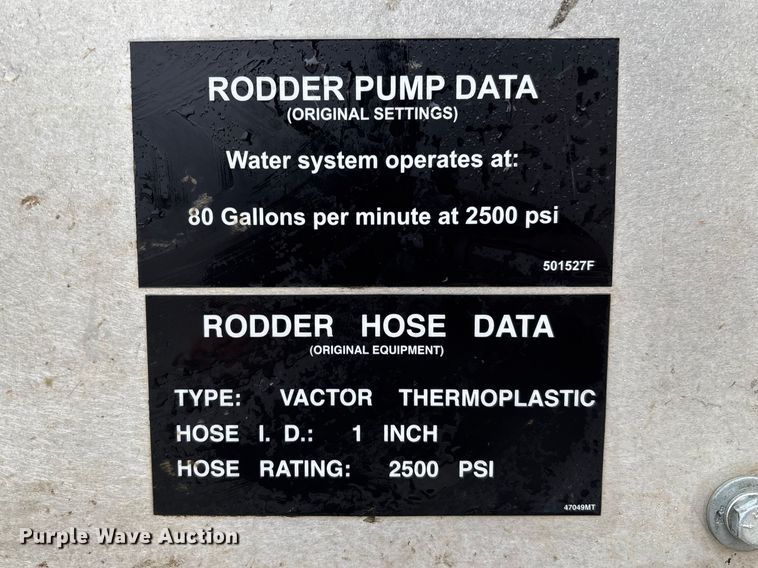 RODDER PUMP DATA
(ORIGINAL SETTINGS)
Water system operates at:
80 Gallons per minute at 2500 psi
501527F
RODDER HOSE DATA
(ORIGINAL EQUIPMENT)
TYPE: VACTOR THERMOPLASTIC
HOSE I. D.: 1 INCH
HOSE RATING: 2500 PSI
47049MT
Purple Wave Auction